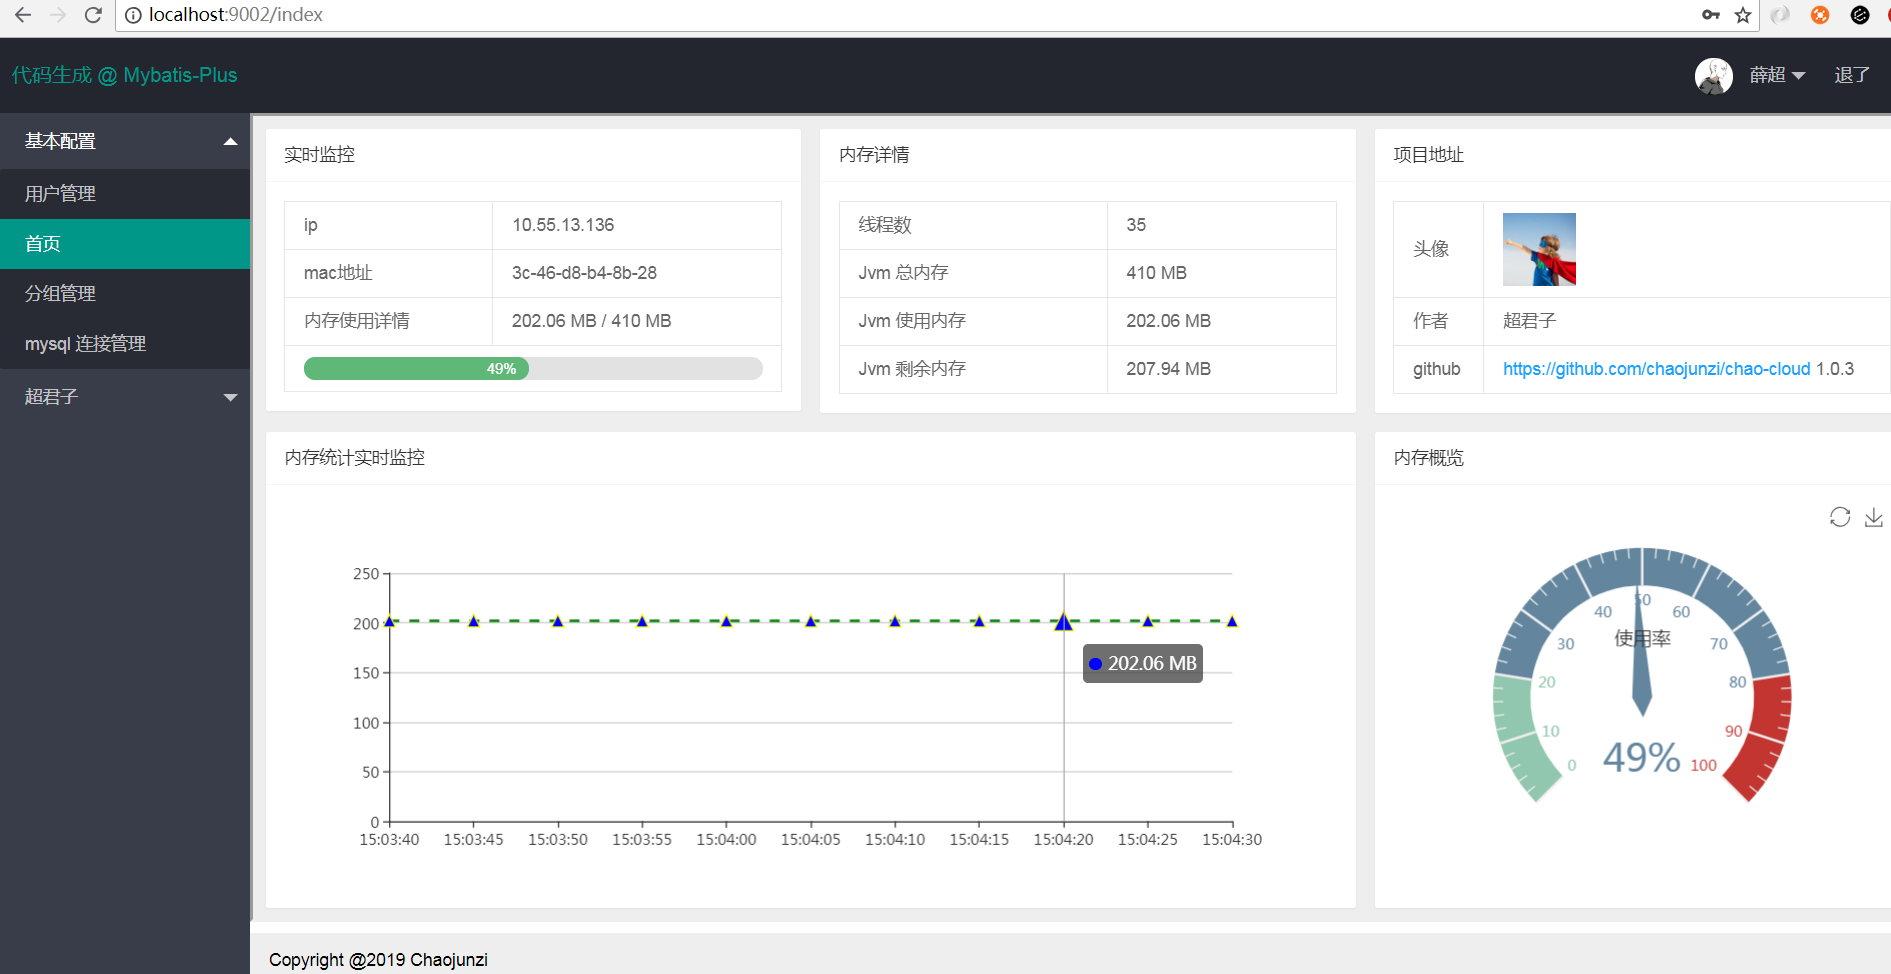 localhost:9002/index
代码生成 @ Mybatis-Plus
薛超
退了
基本配置
用户管理
首页
分组管理
mysql 连接管理
超君子
实时监控
ip 10.55.13.136
mac地址 3c-46-d8-b4-8b-28
内存使用详情 202.06 MB / 410 MB
49%
内存详情
线程数 35
Jvm 总内存 410 MB
Jvm 使用内存 202.06 MB
Jvm 剩余内存 207.94 MB
项目地址
头像
作者 超君子
github https://github.com/chaojunzi/chao-cloud 1.0.3
内存统计实时监控
250
200
150
100
50
0
202.06 MB
15:03:40 15:03:45 15:03:50 15:03:55 15:04:00 15:04:05 15:04:10 15:04:15 15:04:20 15:04:25 15:04:30
内存概览
50
40 60
使用率
30 70
20 80
10 90
0 49% 100
Copyright @2019 Chaojunzi